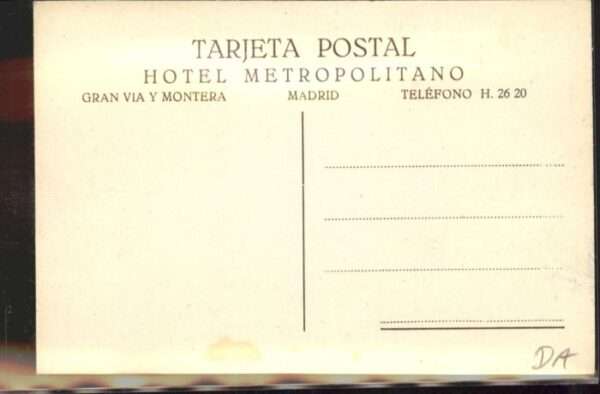 TARJETA POSTAL
HOTEL METROPOLITANO
GRAN VIA Y MONTERA MADRID TELÉFONO H. 26 20
DA